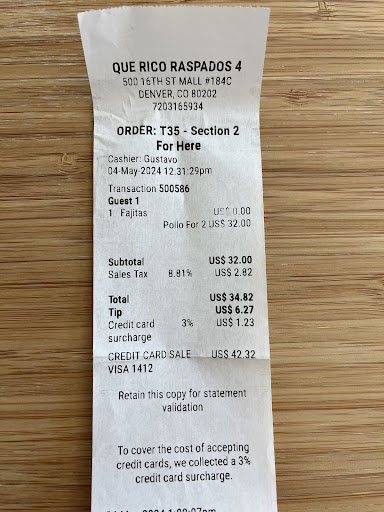 QUE RICO RASPADOS 4
500 16TH ST MALL #184C
DENVER, CO 80202
7203165934
ORDER: T35 - Section 2
For Here
Cashier: Gustavo
04-May-2024 12:31:29pm
Transaction 500586
Guest 1
1 Fajitas US$ 0.00
Pollo For 2 US$ 32.00
Subtotal US$ 32.00
Sales Tax 8.81% US$ 2.82
Total US$ 34.82
Tip US$ 6.27
Credit card 3% US$ 1.23
surcharge
CREDIT CARD SALE US$ 42.32
VISA 1412
Retain this copy for statement
validation
To cover the cost of accepting
credit cards, we collected a 3%
credit card surcharge.